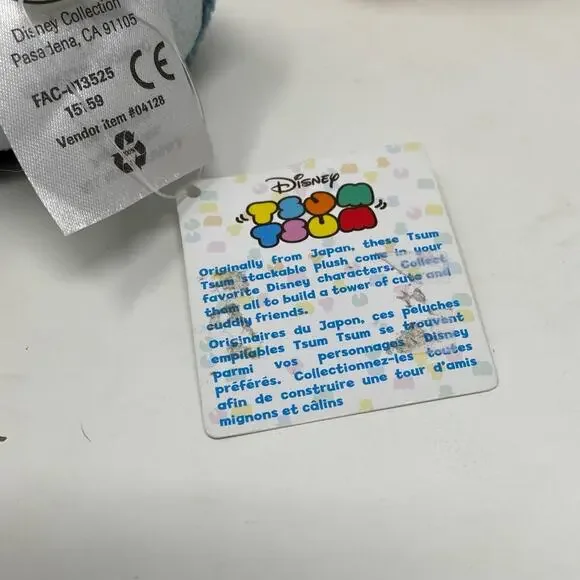 Disney Collection
Pasadena, CA 91105
CE
FAC-013525
15 59
Vendor item #04128
Disney
TSUM
TSUM
Originally from Japan, these Tsum
Tsum stackable plush come in your
favorite Disney characters. Collect
them all to build a tower of cute and
cuddly friends.
Originaires du Japon, ces peluches
empilables Tsum Tsum se trouvent
parmi vos personnages Disney
préférés. Collectionnez-les toutes
afin de construire une tour d'amis
mignons et câlins